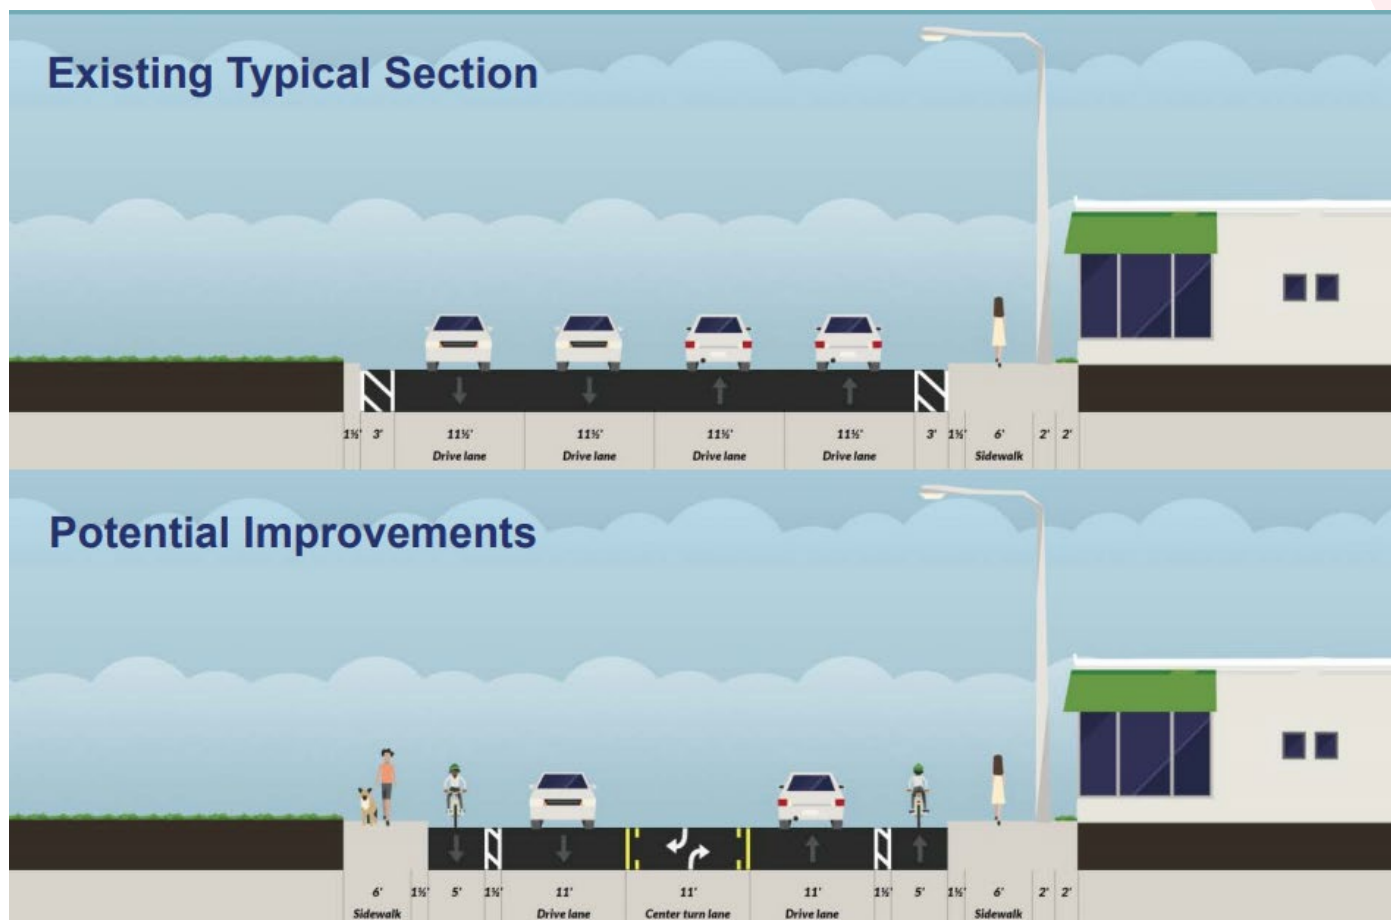 Existing Typical Section
1½' 3' 11½' 11½' 11½' 11½' 3' 1½' 6' 2' 2'
Drive lane Drive lane Drive lane Drive lane Sidewalk
Potential Improvements
6' 1½' 5' 1½' 11' 11' 11' 1½' 5' 1½' 6' 2' 2'
Sidewalk Drive lane Center turn lane Drive lane Sidewalk